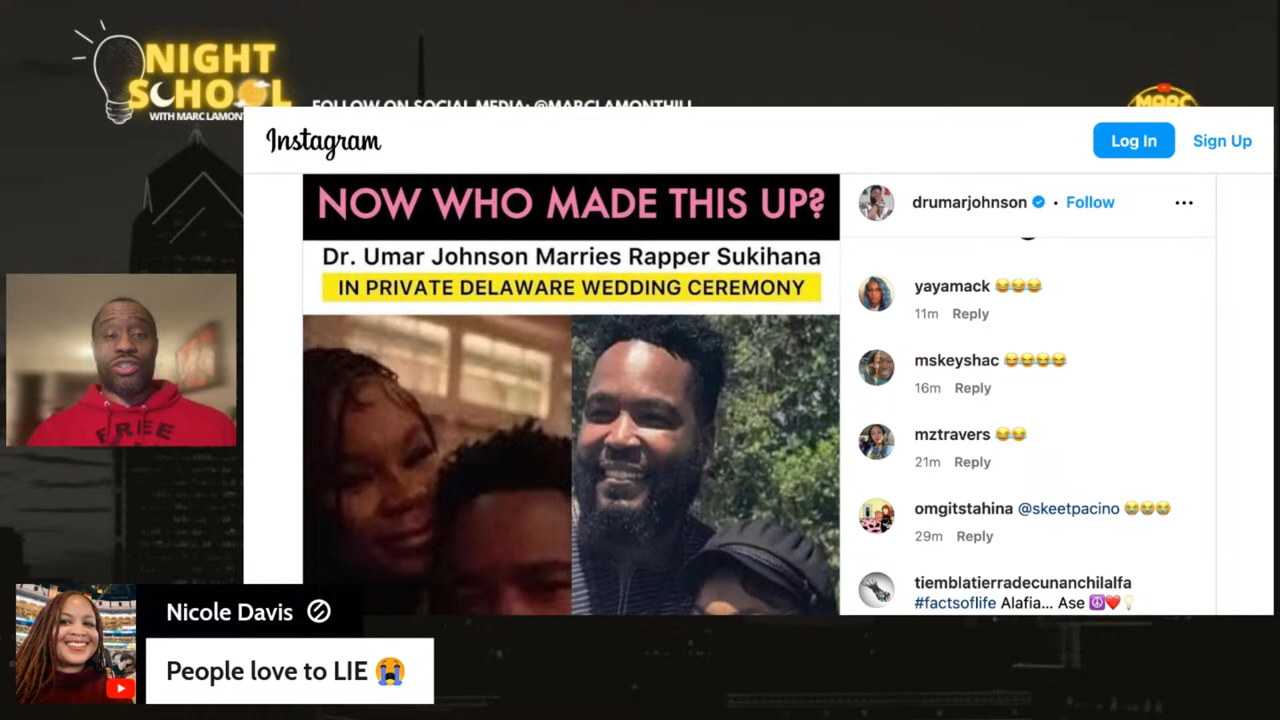 NIGHT
SCHOOL
WITH MARC LAMONT
FOLLOW ON SOCIAL MEDIA: @MARCLAMONTHILL
MARC
Instagram
Log In
Sign Up
NOW WHO MADE THIS UP?
Dr. Umar Johnson Marries Rapper Sukihana
IN PRIVATE DELAWARE WEDDING CEREMONY
drumarjohnson • Follow
yayamack 😂😂😂
11m Reply
mskeyshac 😂😂😂😂
16m Reply
mztravers 😂😂
21m Reply
omgitstahina @skeetpacino 😭😭😭
29m Reply
tiemblatierradecunanchilalfa
#factsoflife Alafia... Ase ☮️❤️💡
FREE
Nicole Davis
People love to LIE 😭